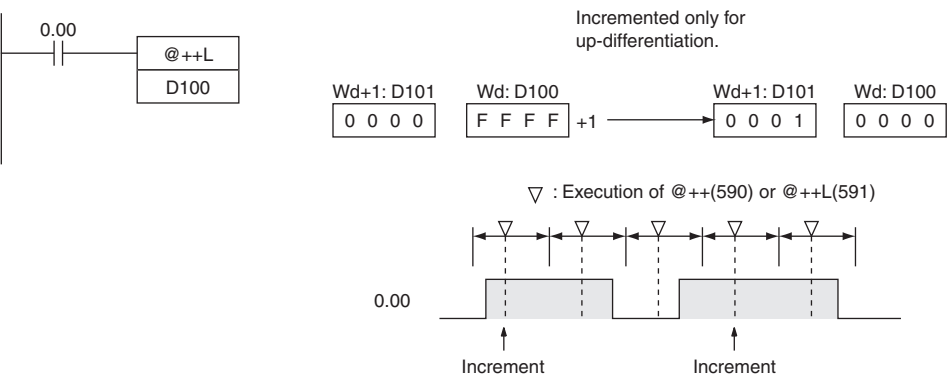 0.00
@++L
D100
Incremented only for
up-differentiation.
Wd+1: D101 Wd: D100 Wd+1: D101 Wd: D100
0 0 0 0 F F F F +1 0 0 0 1 0 0 0 0
▽ : Execution of @++(590) or @++L(591)
0.00
Increment Increment